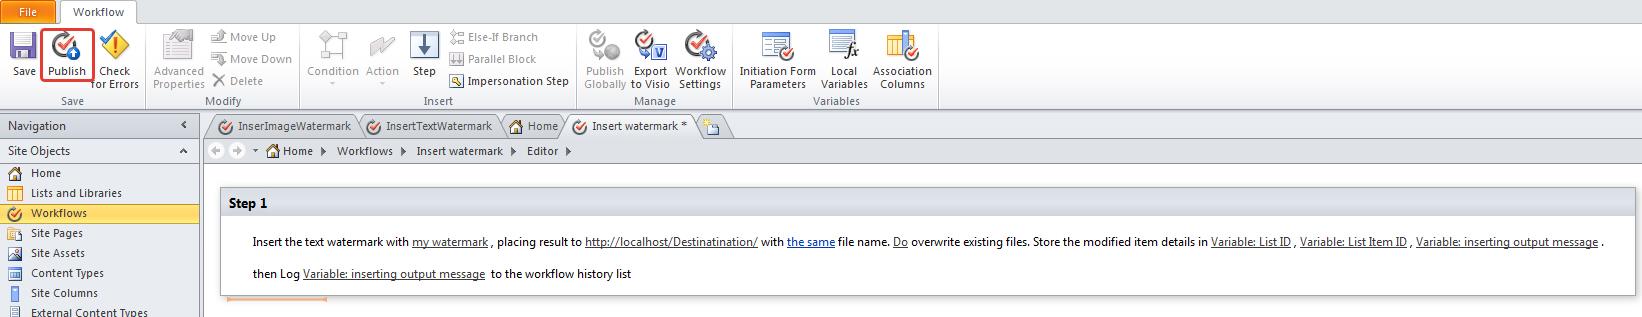 File Workflow
Save Publish Check for Errors
Save
Advanced Properties Move Up Move Down Delete
Modify
Condition Action Step Else-If Branch Parallel Block Impersonation Step
Insert
Publish Globally Export to Visio Workflow Settings
Manage
Initiation Form Parameters Local Variables Association Columns
Variables
Navigation
Site Objects
Home
Lists and Libraries
Workflows
Site Pages
Site Assets
Content Types
Site Columns
External Content Types
InserImageWatermark InsertTextWatermark Home Insert watermark *
Home Workflows Insert watermark Editor
Step 1
Insert the text watermark with my watermark , placing result to http://localhost/Destinatination/ with the same file name. Do overwrite existing files. Store the modified item details in Variable: List ID , Variable: List Item ID , Variable: inserting output message .
then Log Variable: inserting output message to the workflow history list